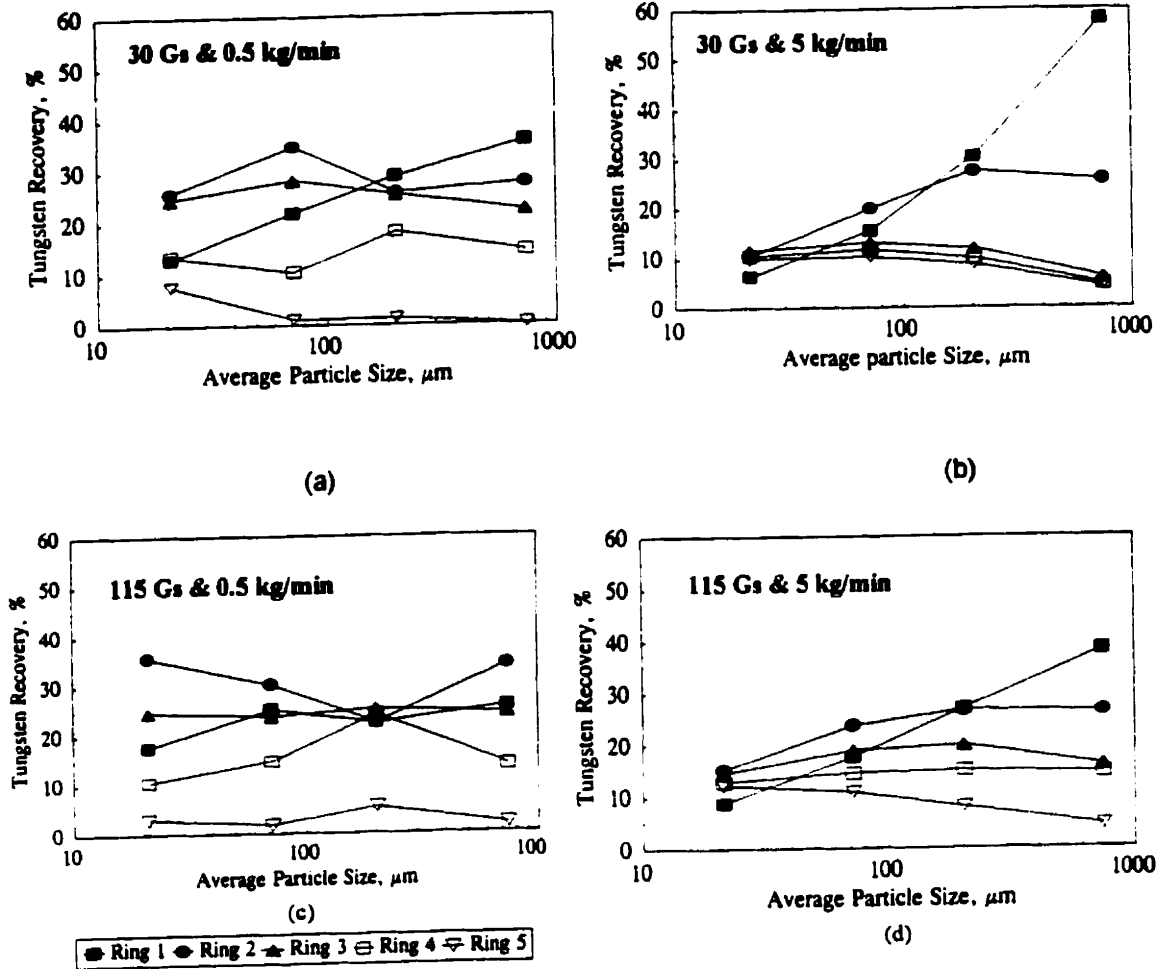 60
50
40
30
20
10
0
Tungsten Recovery, %
30 Gs & 0.5 kg/min
10
100
1000
Average Particle Size, μm
(a)
60
50
40
30
20
10
0
Tungsten Recovery, %
30 Gs & 5 kg/min
10
100
1000
Average particle Size, μm
(b)
60
50
40
30
20
10
0
Tungsten Recovery, %
115 Gs & 0.5 kg/min
10
100
100
Average Particle Size, μm
(c)
60
50
40
30
20
10
0
Tungsten Recovery, %
115 Gs & 5 kg/min
10
100
1000
Average Particle Size, μm
(d)
Ring 1 Ring 2 Ring 3 Ring 4 Ring 5